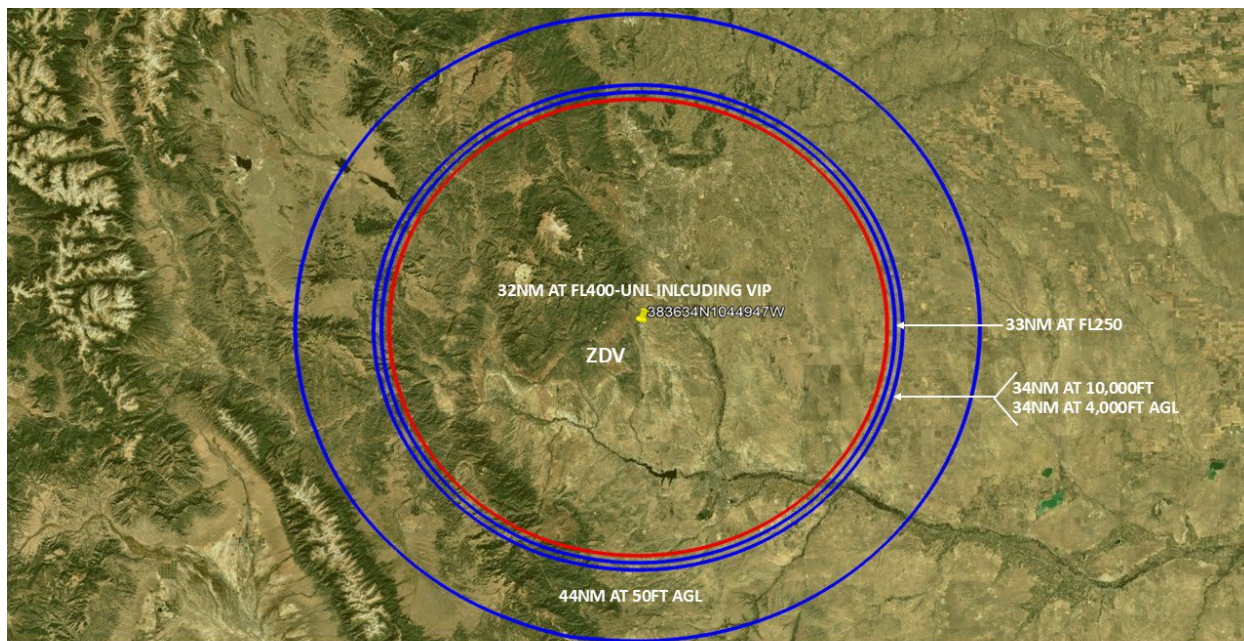 32NM AT FL400-UNL INLCUDING VIP
383634N1044947W
33NM AT FL250
ZDV
34NM AT 10,000FT
34NM AT 4,000FT AGL
44NM AT 50FT AGL